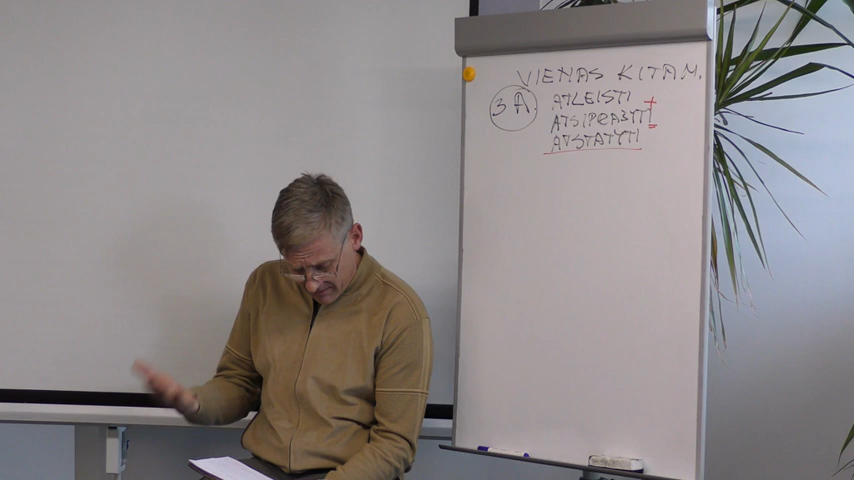 VIENAS KITAM.
3A ATLEISTI
ATSIPRAŠYTI
ATSTATYTI